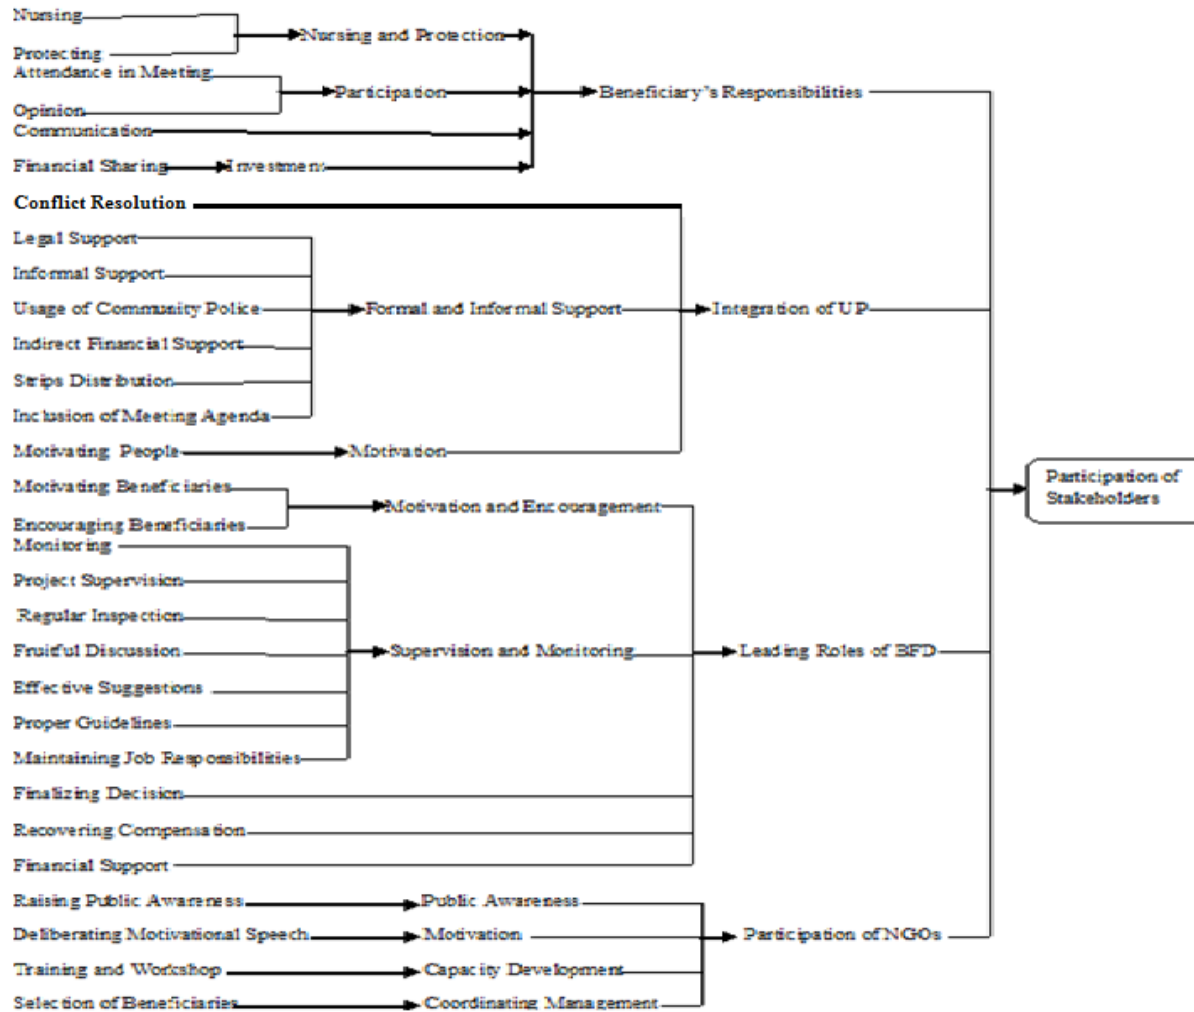 Nursing
Nursing and Protection
Protecting
Attendance in Meeting
Participation
Beneficiary's Responsibilities
Opinion
Communication
Financial Sharing
Investment
Conflict Resolution
Legal Support
Informal Support
Usage of Community Police
Formal and Informal Support
Integration of UP
Indirect Financial Support
Strips Distribution
Inclusion of Meeting Agenda
Motivating People
Motivation
Participation of
Stakeholders
Motivating Beneficiaries
Motivation and Encouragement
Encouraging Beneficiaries
Monitoring
Project Supervision
Regular Inspection
Fruitful Discussion
Supervision and Monitoring
Leading Roles of BFD
Effective Suggestions
Proper Guidelines
Maintaining Job Responsibilities
Finalizing Decision
Recovering Compensation
Financial Support
Raising Public Awareness
Public Awareness
Deliberating Motivational Speech
Motivation
Participation of NGOs
Training and Workshop
Capacity Development
Selection of Beneficiaries
Coordinating Management